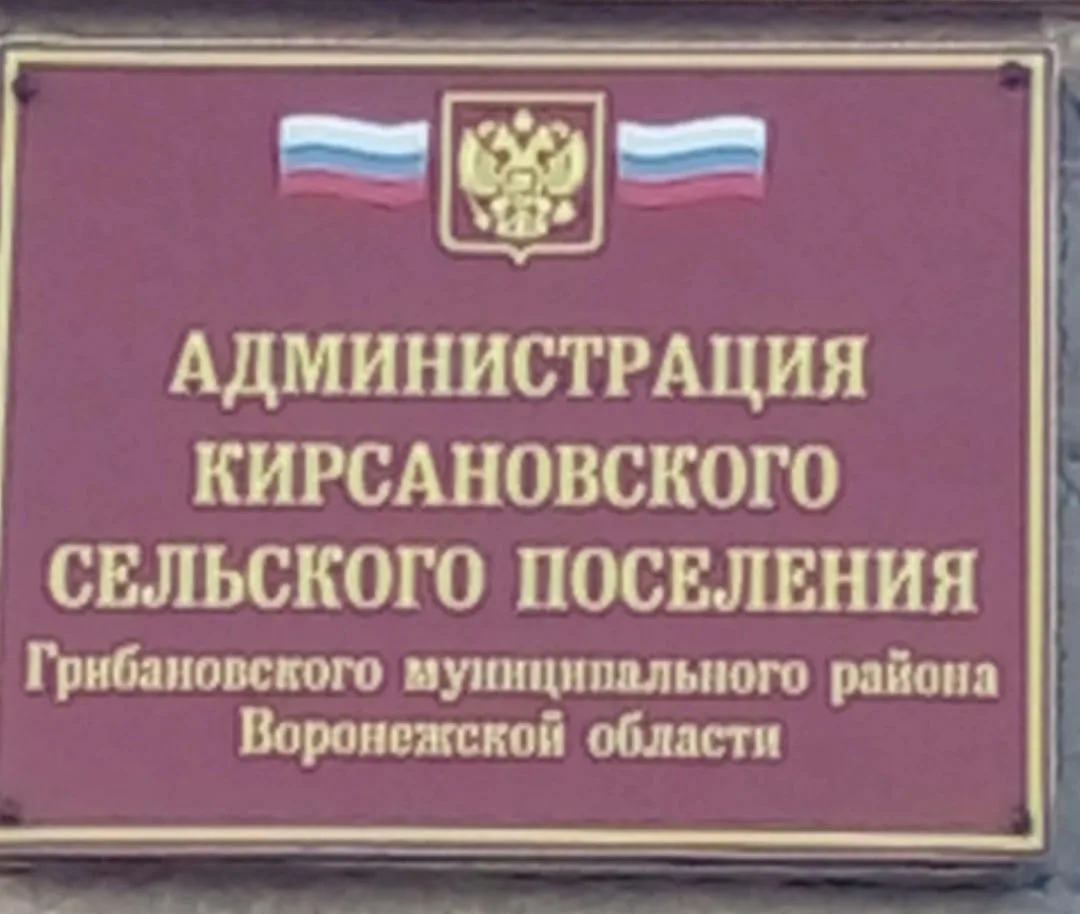 АДМИНИСТРАЦИЯ
КИРСАНОВСКОГО
СЕЛЬСКОГО ПОСЕЛЕНИЯ
Грибановского муниципального района
Воронежской области